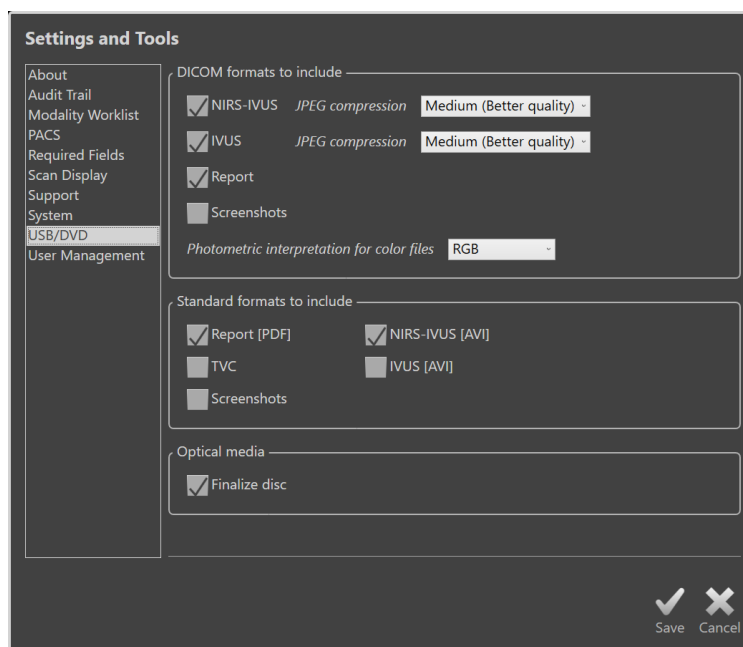 Settings and Tools
About
Audit Trail
Modality Worklist
PACS
Required Fields
Scan Display
Support
System
USB/DVD
User Management
DICOM formats to include
NIRS-IVUS JPEG compression Medium (Better quality)
IVUS JPEG compression Medium (Better quality)
Report
Screenshots
Photometric interpretation for color files RGB
Standard formats to include
Report [PDF] NIRS-IVUS [AVI]
TVC IVUS [AVI]
Screenshots
Optical media
Finalize disc
Save Cancel